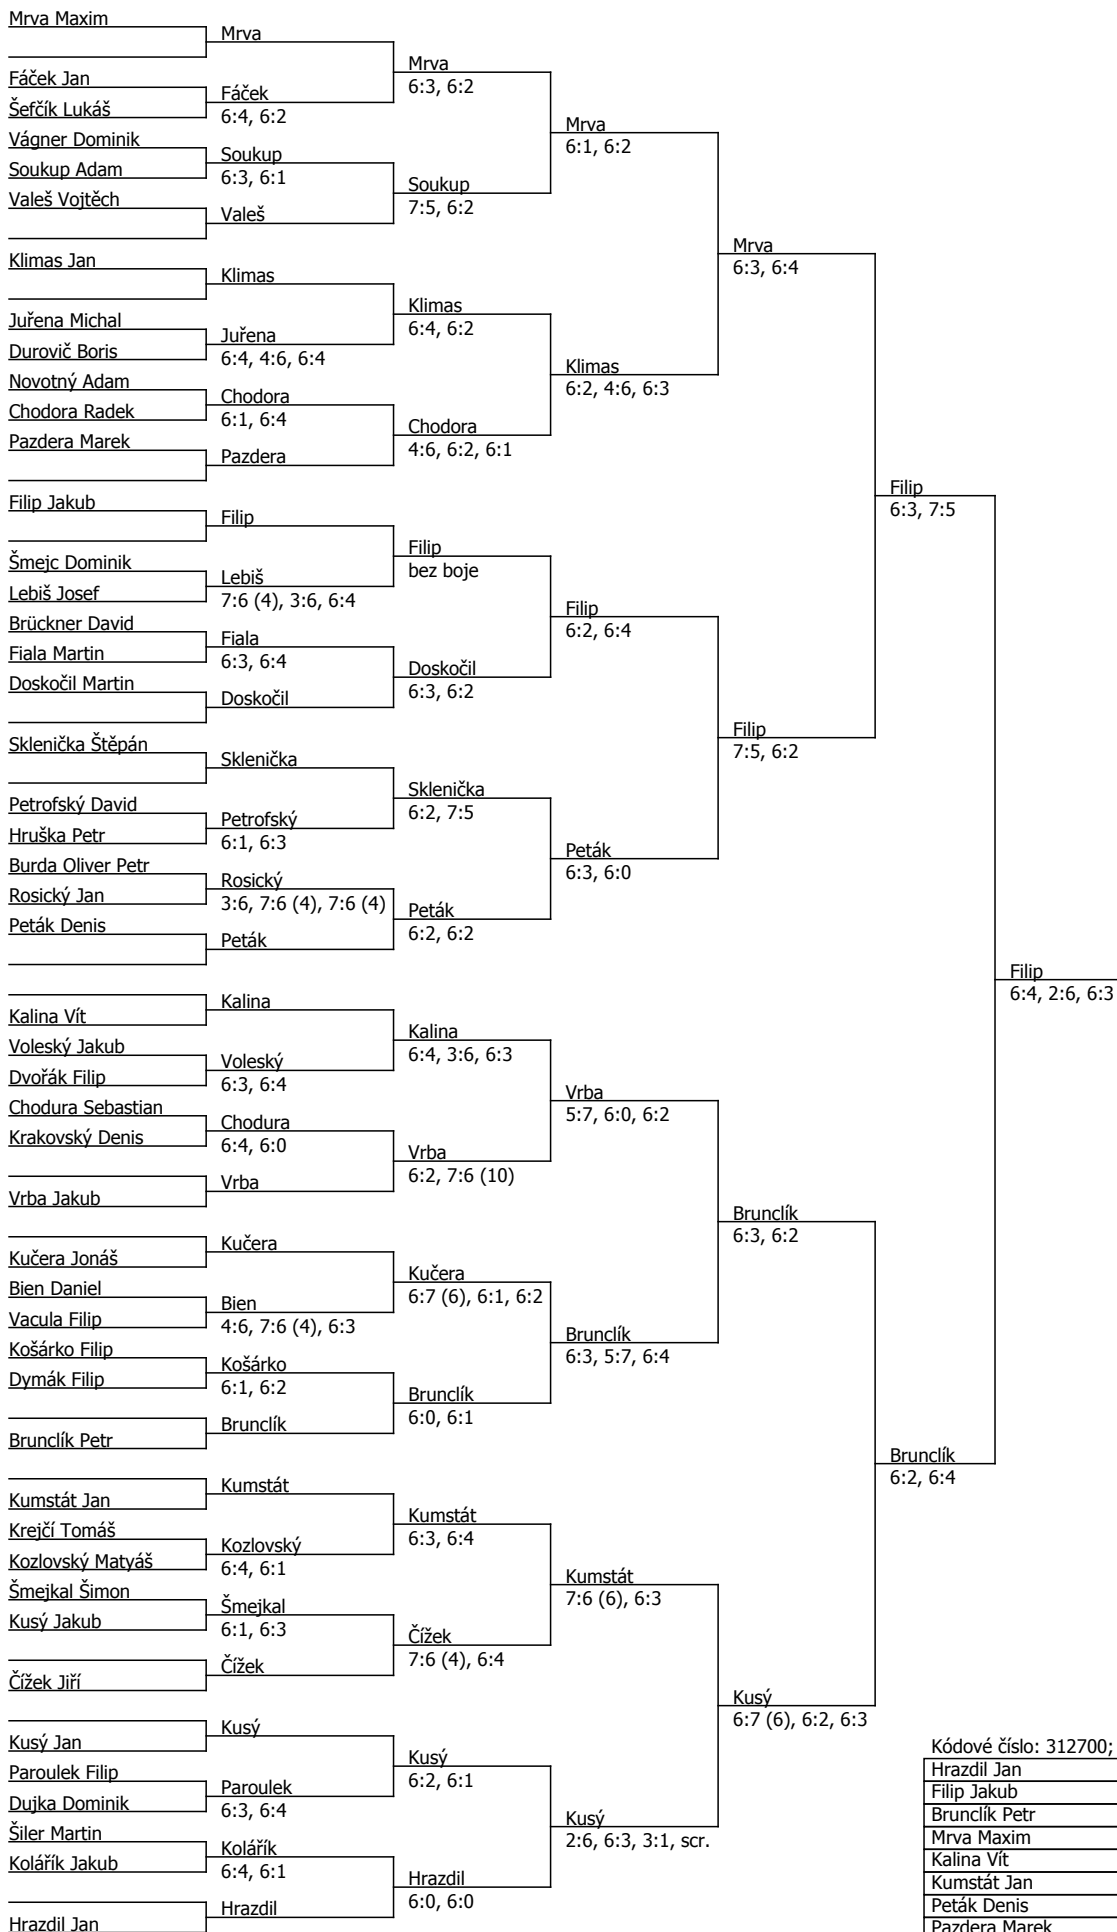 Mrva Maxim
Fáček Jan
Šefčík Lukáš
Vágner Dominik
Soukup Adam
Valeš Vojtěch
Klimas Jan
Juřena Michal
Durovič Boris
Novotný Adam
Chodora Radek
Pazdera Marek
Filip Jakub
Šmejc Dominik
Lebiš Josef
Brückner David
Fiala Martin
Doskočil Martin
Sklenička Štěpán
Petrofský David
Hruška Petr
Burda Oliver Petr
Rosický Jan
Peták Denis
Kalina Vít
Voleský Jakub
Dvořák Filip
Chodura Sebastian
Krakovský Denis
Vrba Jakub
Kučera Jonáš
Bien Daniel
Vacula Filip
Košárko Filip
Dymák Filip
Brunclík Petr
Kumstát Jan
Krejčí Tomáš
Kozlovský Matyáš
Šmejkal Šimon
Kusý Jakub
Čížek Jiří
Kusý Jan
Paroulek Filip
Dujka Dominik
Šiler Martin
Kolářík Jakub
Hrazdil Jan
Mrva
Fáček
6:4, 6:2
Soukup
6:3, 6:1
Valeš
Klimas
Juřena
6:4, 4:6, 6:4
Chodora
6:1, 6:4
Pazdera
Filip
Lebiš
7:6 (4), 3:6, 6:4
Fiala
6:3, 6:4
Doskočil
Sklenička
Petrofský
6:1, 6:3
Rosický
3:6, 7:6 (4), 7:6 (4)
Peták
Kalina
Voleský
6:3, 6:4
Chodura
6:4, 6:0
Vrba
Kučera
Bien
4:6, 7:6 (4), 6:3
Košárko
6:1, 6:2
Brunclík
Kumstát
Kozlovský
6:4, 6:1
Šmejkal
6:1, 6:3
Čížek
Kusý
Paroulek
6:3, 6:4
Kolářík
6:4, 6:1
Hrazdil
Mrva
6:3, 6:2
Soukup
7:5, 6:2
Klimas
6:4, 6:2
Chodora
4:6, 6:2, 6:1
Filip
bez boje
Doskočil
6:3, 6:2
Sklenička
6:2, 7:5
Peták
6:2, 6:2
Kalina
6:4, 3:6, 6:3
Vrba
6:2, 7:6 (10)
Kučera
6:7 (6), 6:1, 6:2
Brunclík
6:0, 6:1
Kumstát
6:3, 6:4
Čížek
7:6 (4), 6:4
Kusý
6:2, 6:1
Hrazdil
6:0, 6:0
Mrva
6:1, 6:2
Klimas
6:2, 4:6, 6:3
Filip
6:2, 6:4
Peták
6:3, 6:0
Vrba
5:7, 6:0, 6:2
Brunclík
6:3, 5:7, 6:4
Kumstát
7:6 (6), 6:3
Kusý
2:6, 6:3, 3:1, scr.
Mrva
6:3, 6:4
Filip
7:5, 6:2
Brunclík
6:3, 6:2
Kusý
6:7 (6), 6:2, 6:3
Filip
6:3, 7:5
Brunclík
6:2, 6:4
Filip
6:4, 2:6, 6:3
Kódové číslo: 312700;
Hrazdil Jan
Filip Jakub
Brunclík Petr
Mrva Maxim
Kalina Vít
Kumstát Jan
Peták Denis
Pazdera Marek